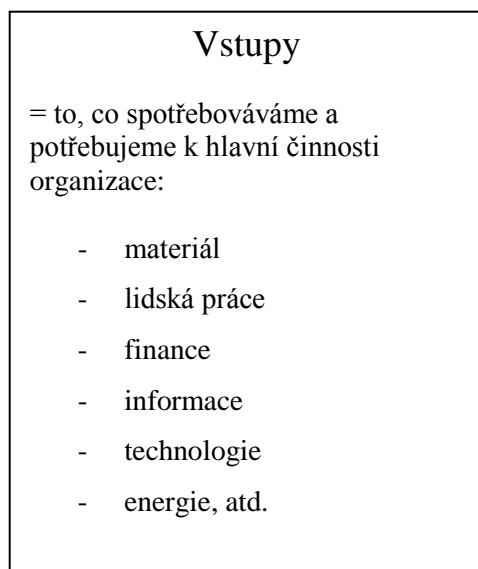 Vstupy
= to, co spotřebováváme a
potřebujeme k hlavní činnosti
organizace:
- materiál
- lidská práce
- finance
- informace
- technologie
- energie, atd.